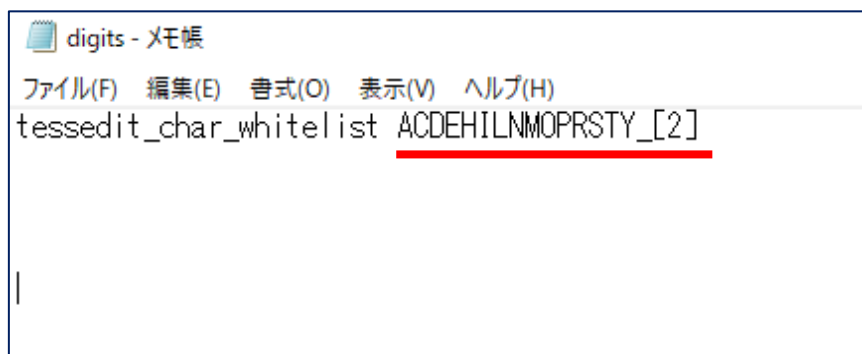 digits - メモ帳
ファイル(F) 編集(E) 書式(O) 表示(V) ヘルプ(H)
tessedit_char_whitelist ACDEHILNMOPRSTY_[2]